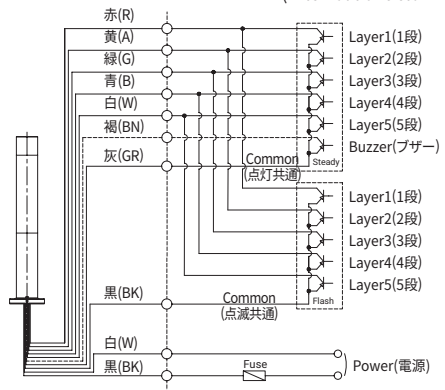 赤(R)
黄(A)
緑(G)
青(B)
白(W)
褐(BN)
灰(GR)
Layer1(1段)
Layer2(2段)
Layer3(3段)
Layer4(4段)
Layer5(5段)
Buzzer(ブザー)
Common
(点灯共通)
Steady
Layer1(1段)
Layer2(2段)
Layer3(3段)
Layer4(4段)
Layer5(5段)
黒(BK)
Common
(点滅共通)
Flash
白(W)
黒(BK)
Fuse
Power(電源)